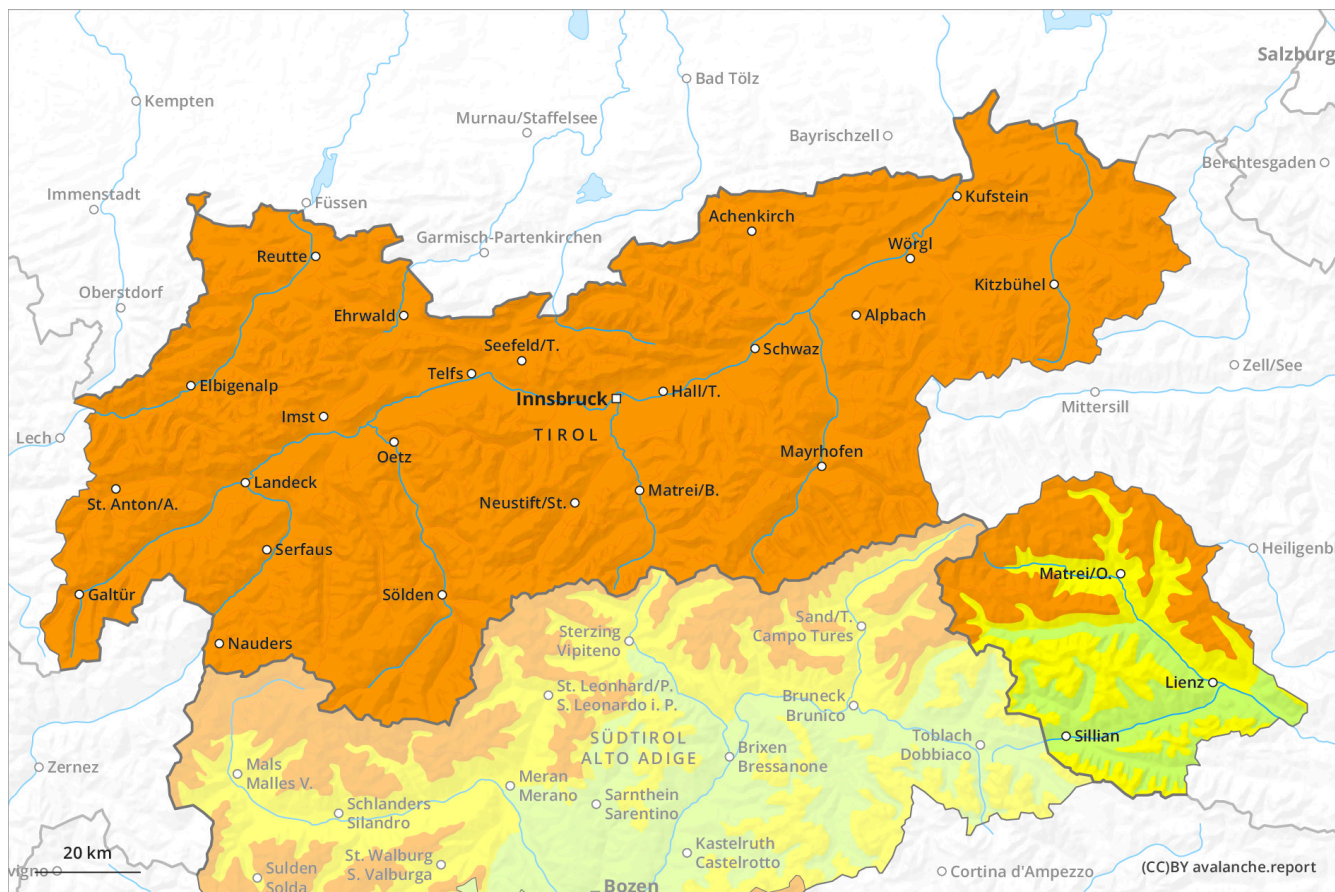 Salzburg
Bad Tölz
Kempten
Murnau/Staffelsee
Bayrischzell
Berchtesgaden
Immenstadt
Füssen
Kufstein
Achenkirch
Garmisch-Partenkirchen
Wörgl
Reutte
Kitzbühel
Oberstdorf
Ehrwald
Alpbach
Seefeld/T.
Schwaz
Zell/See
Telfs
Elbigenalp
Hall/T.
Innsbruck
Mittersill
Imst
TIROL
Lech
Oetz
Mayrhofen
Landeck
Matrei/B.
St. Anton/A.
Neustift/St.
Serfaus
Heiligenb
Matrei/O.
Galtür
Sölden
Sand/T.
Campo Tures
Sterzing
Vipiteno
Nauders
Lienz
St. Leonhard/P.
S. Leonardo i. P.
Bruneck
Brunico
SÜDTIROL
ALTO ADIGE
Toblach
Dobbiaco
Sillian
Brixen
Bressanone
Zernez
Mals
Malles V.
Meran
Merano
Sarnthein
Sarentino
Schlanders
Silandro
Kastelruth
Castelrotto
20 km
St. Walburg
S. Valburga
vigno
Sulden
Solda
Cortina d'Ampezzo
(CC)BY avalanche.report
Bozen